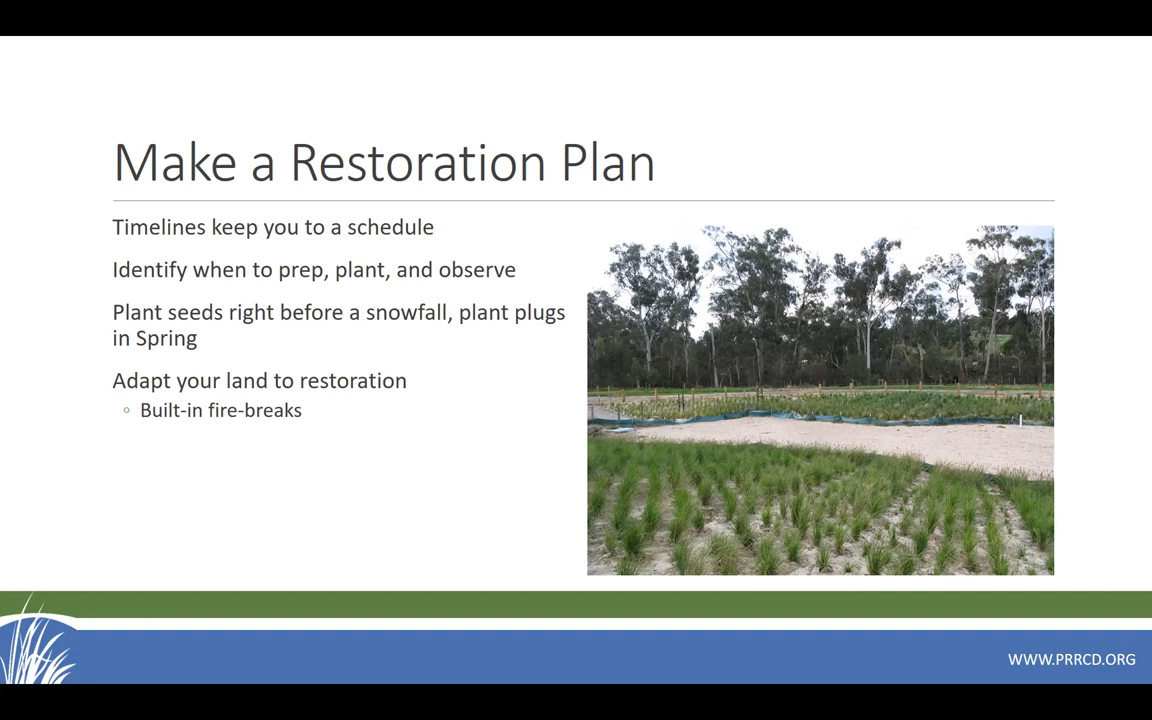 Make a Restoration Plan
Timelines keep you to a schedule
Identify when to prep, plant, and observe
Plant seeds right before a snowfall, plant plugs
in Spring
Adapt your land to restoration
◦ Built-in fire-breaks
WWW.PRRCD.ORG